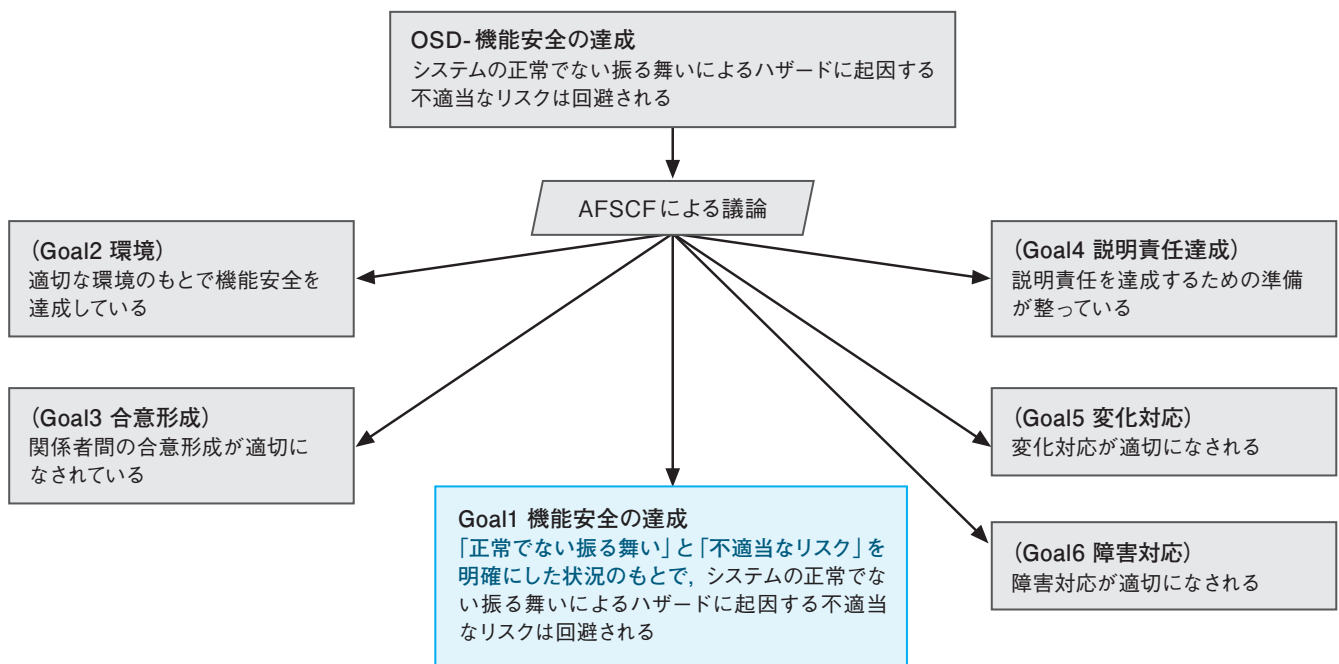 OSD-機能安全の達成
システムの正常でない振る舞いによるハザードに起因する
不適当なリスクは回避される
AFSCFによる議論
(Goal2 環境)
適切な環境のもとで機能安全を
達成している
(Goal4 説明責任達成)
説明責任を達成するための準備
が整っている
(Goal3 合意形成)
関係者間の合意形成が適切に
なされている
(Goal5 変化対応)
変化対応が適切になされる
Goal1 機能安全の達成
「正常でない振る舞い」と「不適当なリスク」を
明確にした状況のもとで, システムの正常でな
い振る舞いによるハザードに起因する不適当
なリスクは回避される
(Goal6 障害対応)
障害対応が適切になされる